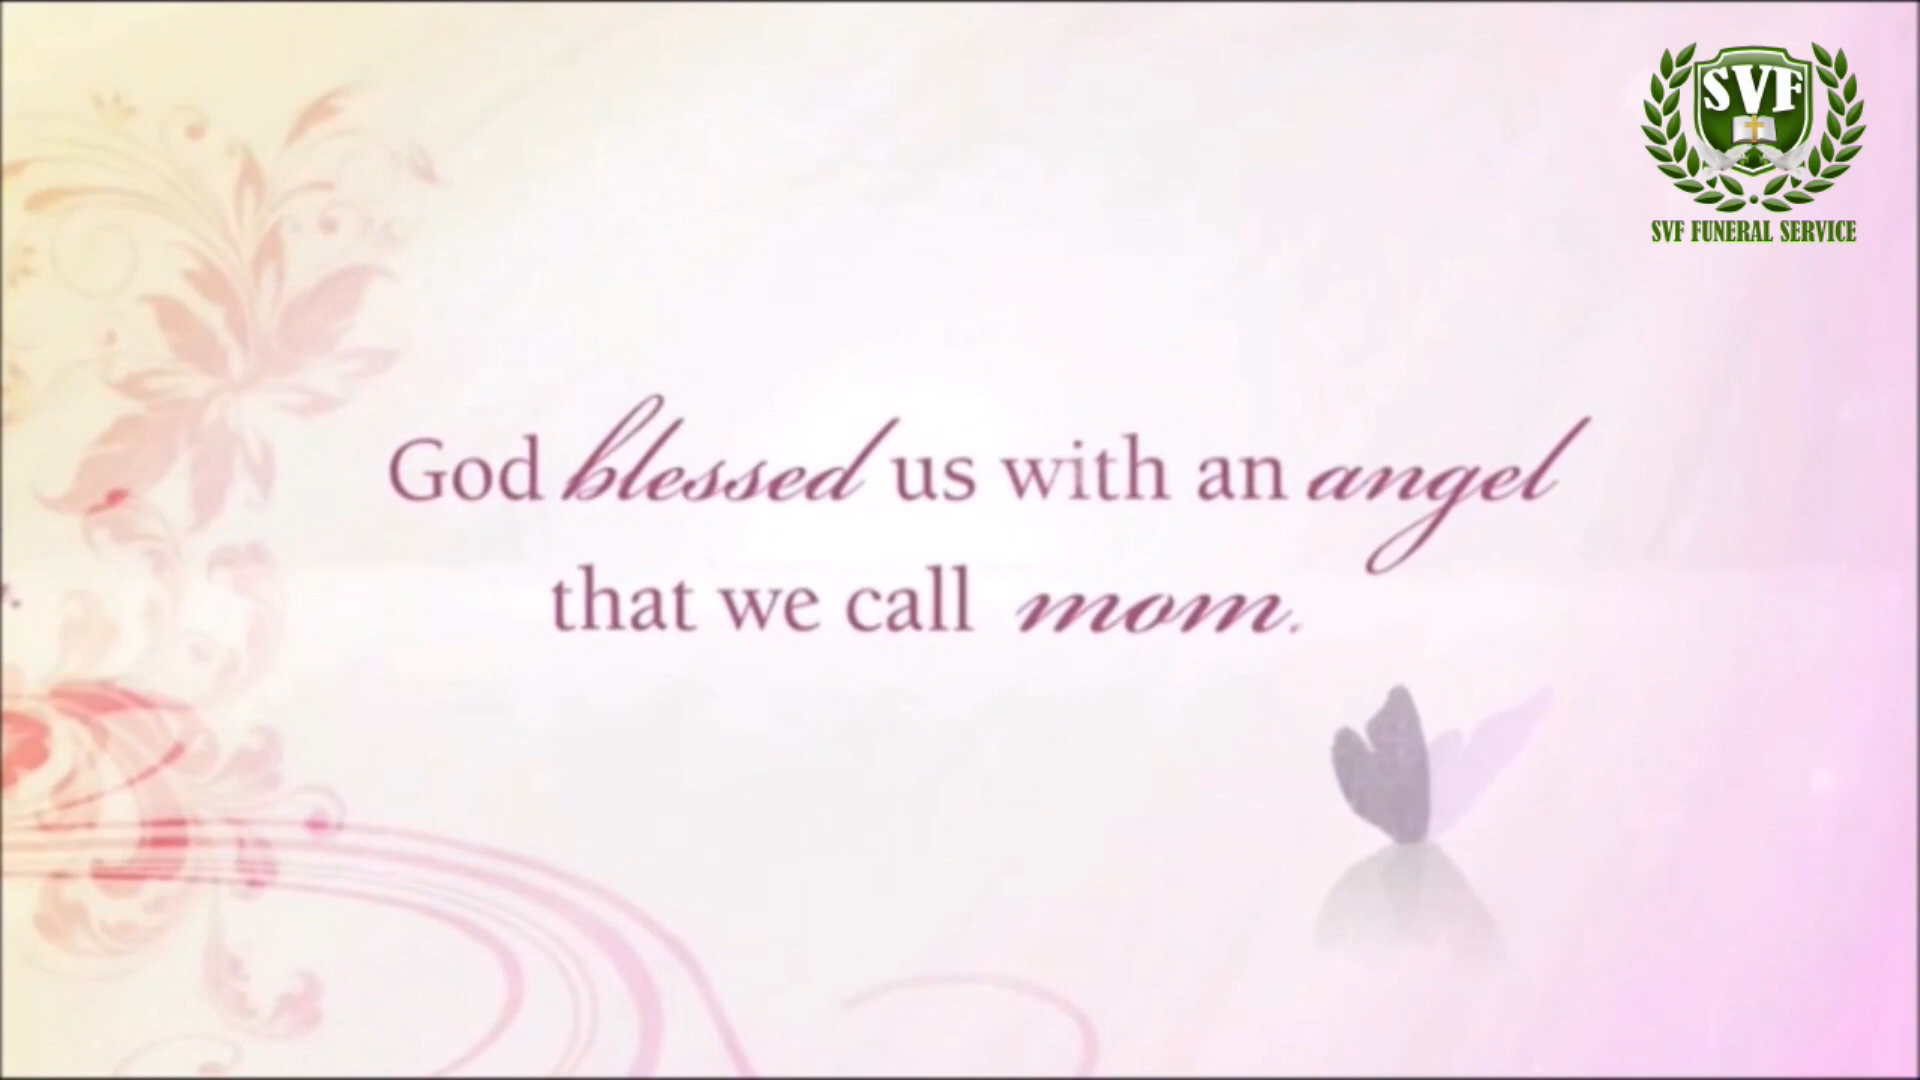 SVF
SVF FUNERAL SERVICE
God blessed us with an angel
that we call mom.